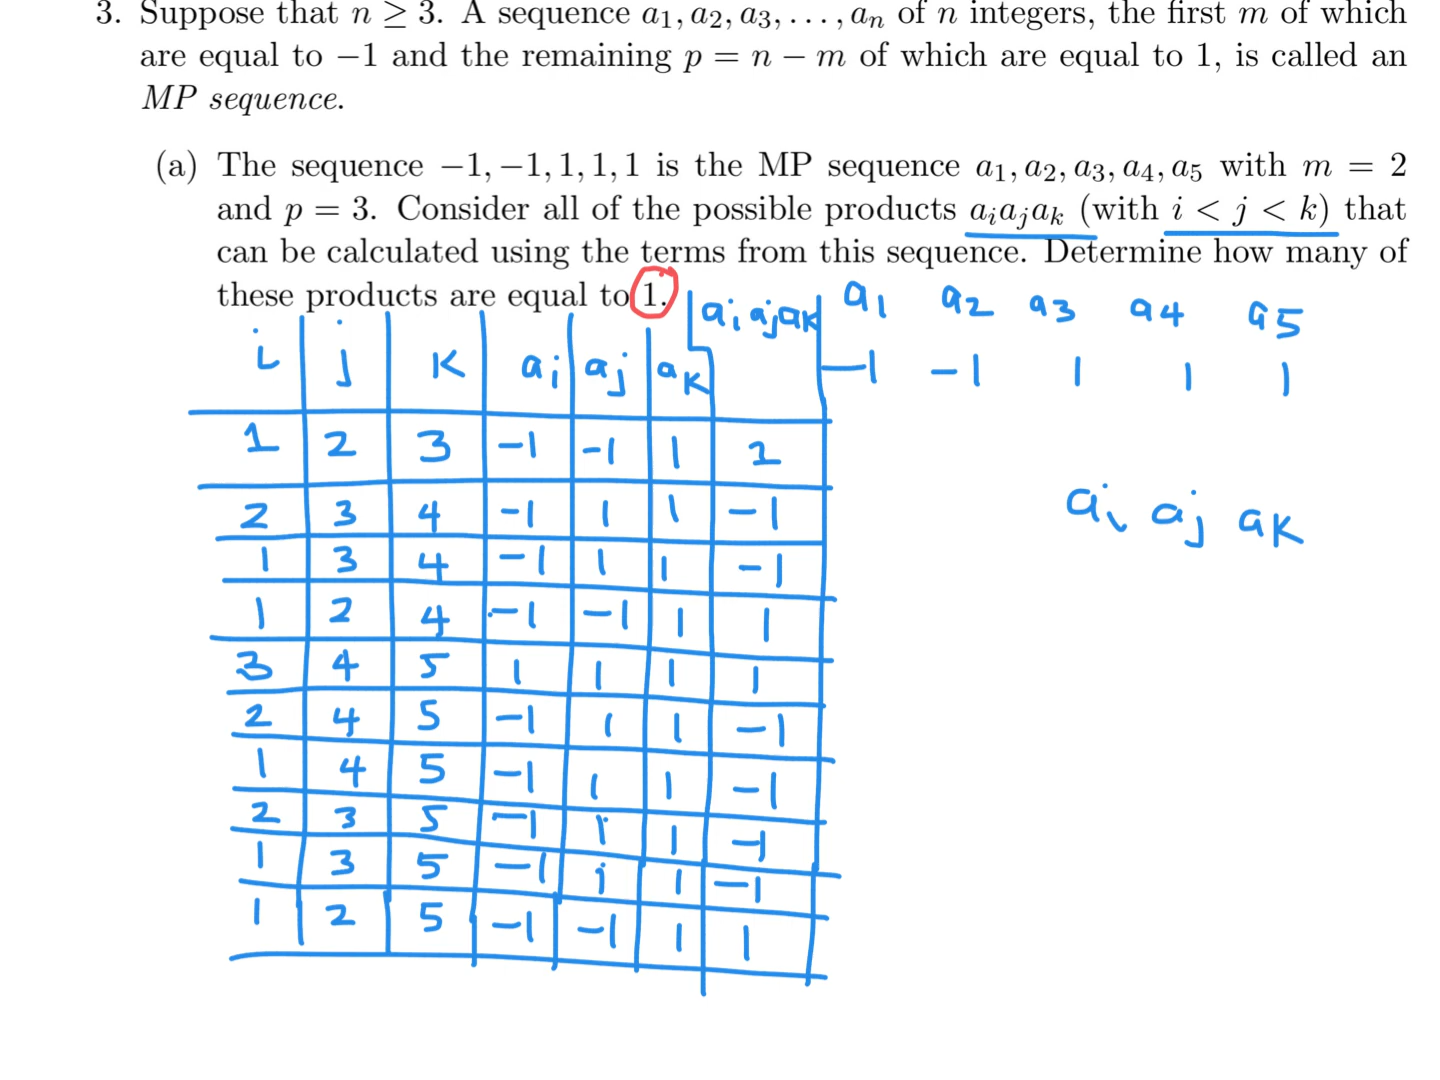 3. Suppose that n ≥ 3. A sequence a₁, a₂, a₃, . . . , aₙ of n integers, the first m of which
are equal to −1 and the remaining p = n − m of which are equal to 1, is called an
MP sequence.
(a) The sequence −1, −1, 1, 1, 1 is the MP sequence a₁, a₂, a₃, a₄, a₅ with m = 2
and p = 3. Consider all of the possible products aᵢaⱼaₖ (with i < j < k) that
can be calculated using the terms from this sequence. Determine how many of
these products are equal to 1.
a₁ a₂ a₃ a₄ a₅
−1 −1 1 1 1
i j k aᵢ aⱼ aₖ aᵢaⱼaₖ
1 2 3 −1 −1 1 1
2 3 4 −1 1 1 −1
1 3 4 −1 1 1 −1
1 2 4 −1 −1 1 1
3 4 5 1 1 1 1
2 4 5 −1 1 1 −1
1 4 5 −1 1 1 −1
2 3 5 −1 1 1 −1
1 3 5 −1 1 1 −1
1 2 5 −1 −1 1 1
aᵢ aⱼ aₖ